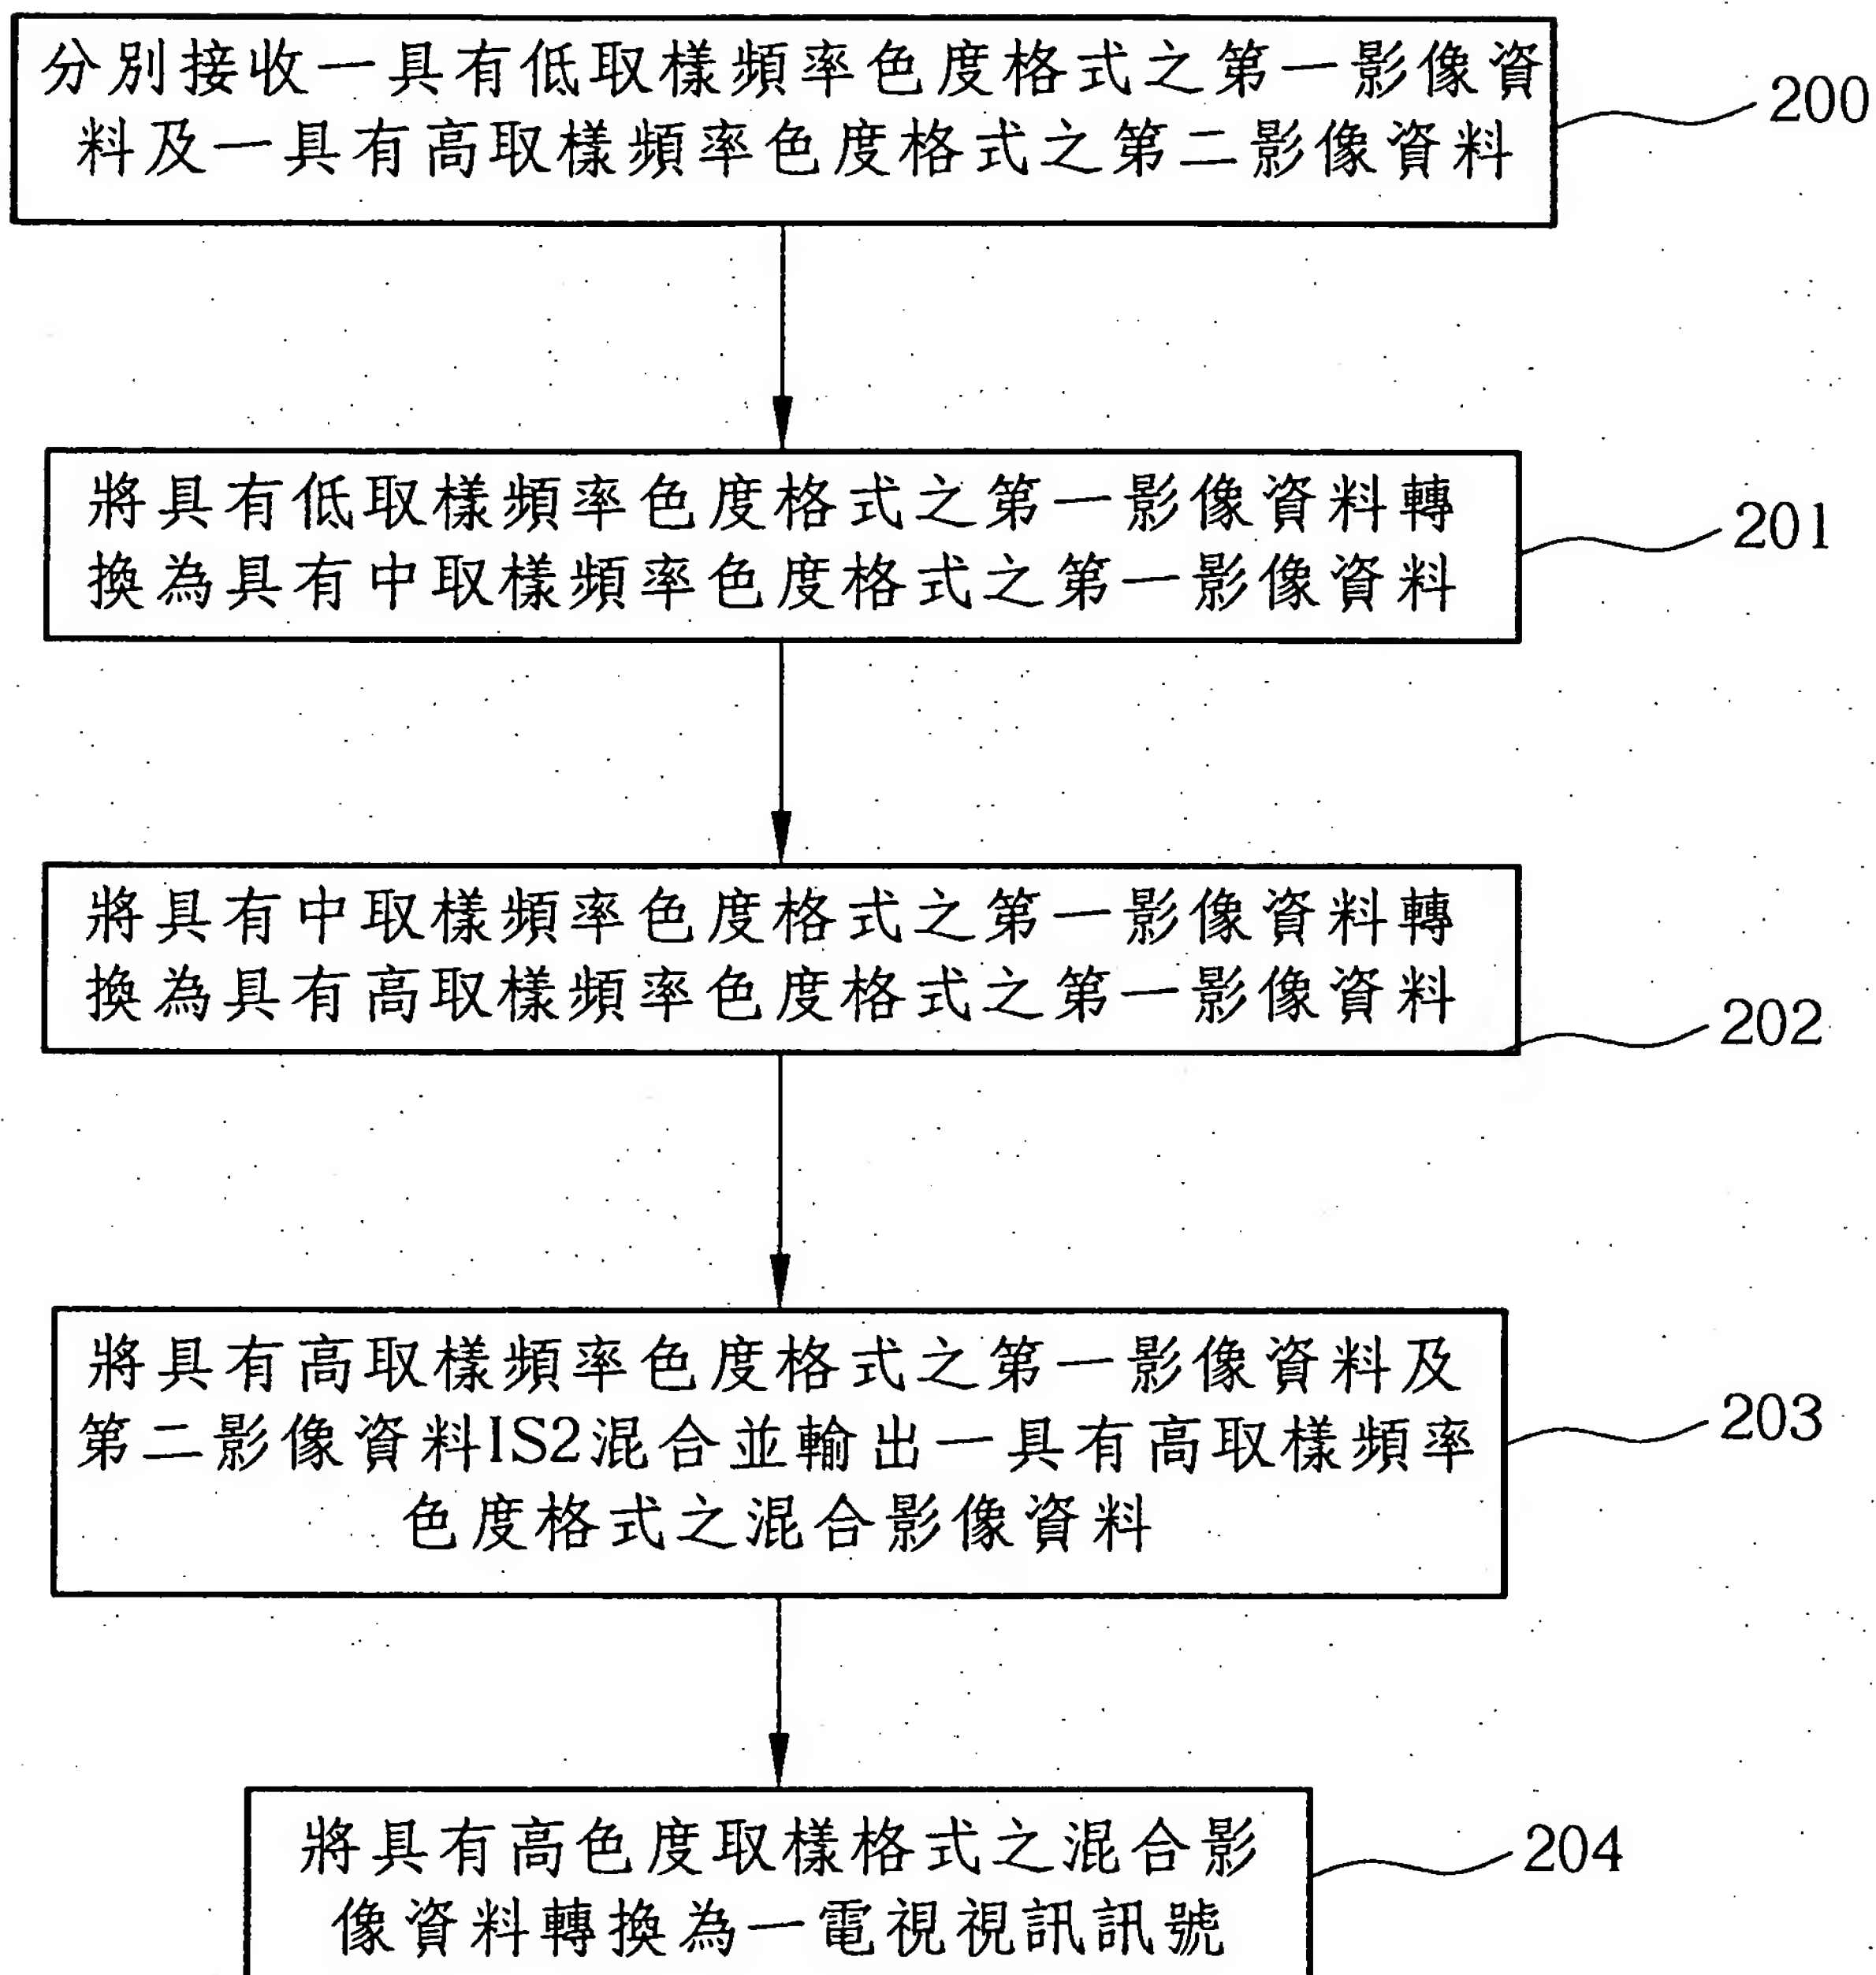 分別接收一具有低取樣頻率色度格式之第一影像資
料及一具有高取樣頻率色度格式之第二影像資料
200
將具有低取樣頻率色度格式之第一影像資料轉
換為具有中取樣頻率色度格式之第一影像資料
201
將具有中取樣頻率色度格式之第一影像資料轉
換為具有高取樣頻率色度格式之第一影像資料
202
將具有高取樣頻率色度格式之第一影像資料及
第二影像資料IS2混合並輸出一具有高取樣頻率
色度格式之混合影像資料
203
將具有高色度取樣格式之混合影
像資料轉換為一電視視訊訊號
204